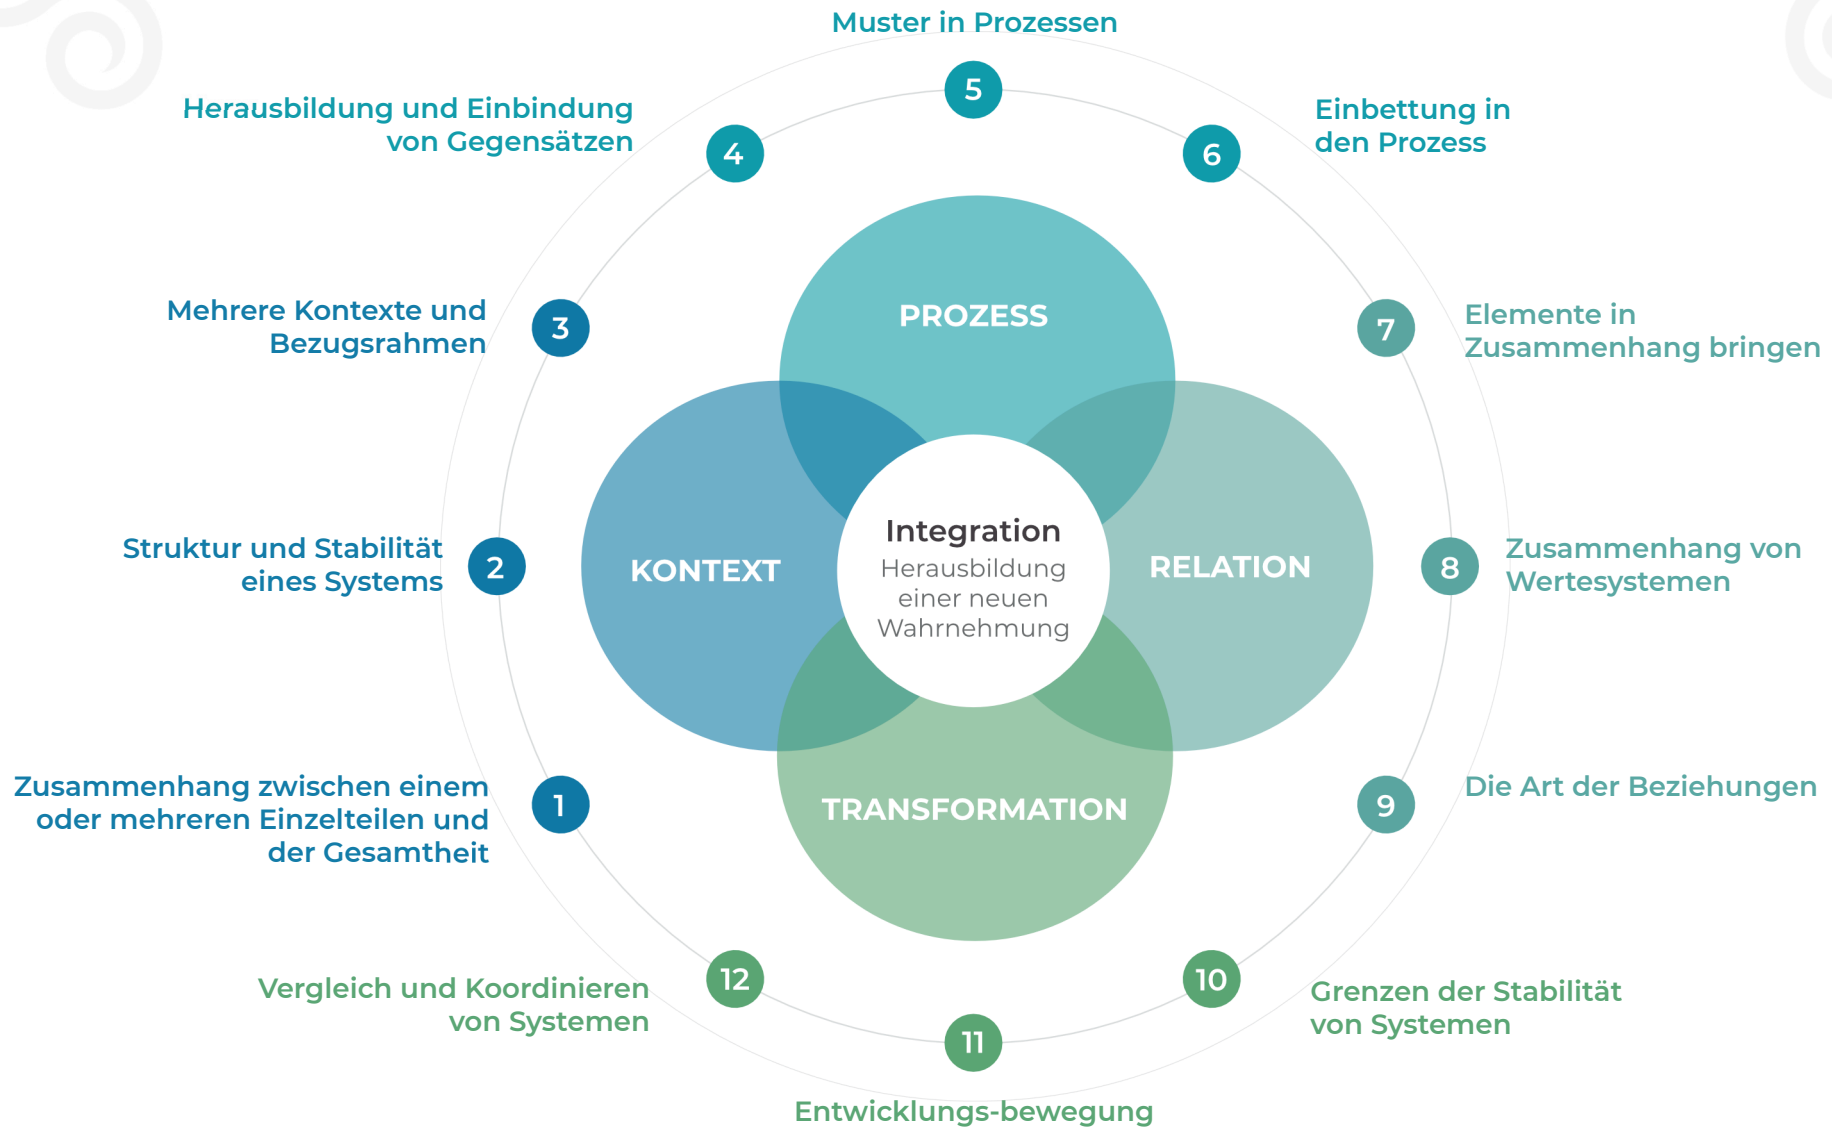 Muster in Prozessen
5
Herausbildung und Einbindung
von Gegensätzen
4
6
Einbettung in
den Prozess
Mehrere Kontexte und
Bezugsrahmen
3
PROZESS
7
Elemente in
Zusammenhang bringen
Struktur und Stabilität
eines Systems
2
KONTEXT
Integration
Herausbildung
einer neuen
Wahrnehmung
RELATION
8
Zusammenhang von
Wertesystemen
Zusammenhang zwischen einem
oder mehreren Einzelteilen und
der Gesamtheit
1
TRANSFORMATION
9
Die Art der Beziehungen
Vergleich und Koordinieren
von Systemen
12
10
Grenzen der Stabilität
von Systemen
11
Entwicklungs-bewegung